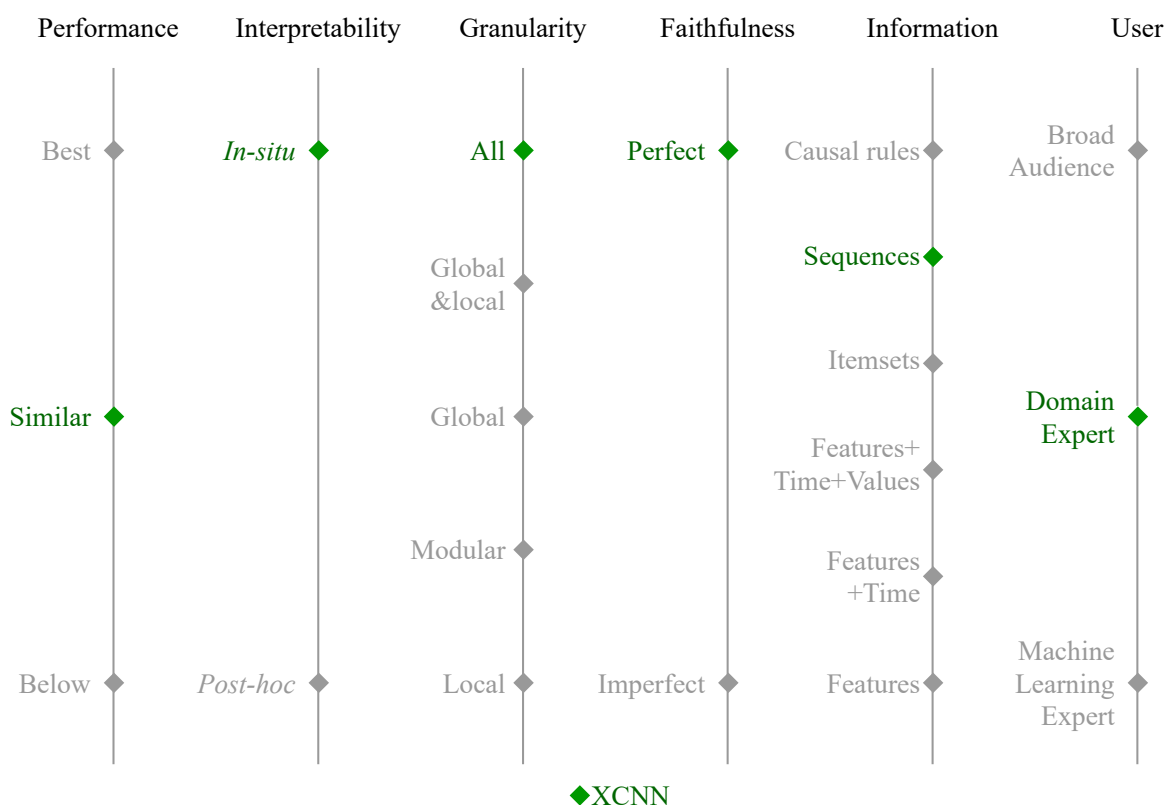 Performance
Interpretability
Granularity
Faithfulness
Information
User
Best
Similar
Below
In-situ
Post-hoc
All
Global
&local
Global
Modular
Local
Perfect
Imperfect
Causal rules
Sequences
Itemsets
Features+
Time+Values
Features
+Time
Features
Broad
Audience
Domain
Expert
Machine
Learning
Expert
XCNN